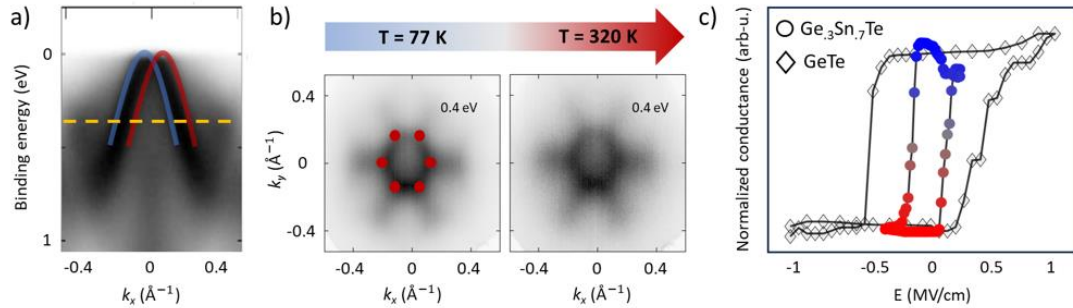 a)
Binding energy (eV)
0
1
-0.4
0
0.4
kx (Å⁻¹)
b)
T = 77 K
T = 320 K
ky (Å⁻¹)
0.4
0
-0.4
0.4 eV
-0.4
0
0.4
kx (Å⁻¹)
0.4 eV
-0.4
0
0.4
kx (Å⁻¹)
c)
Normalized conductance (arb-u.)
Ge.3Sn.7Te
GeTe
-1
-0.5
0
0.5
1
E (MV/cm)